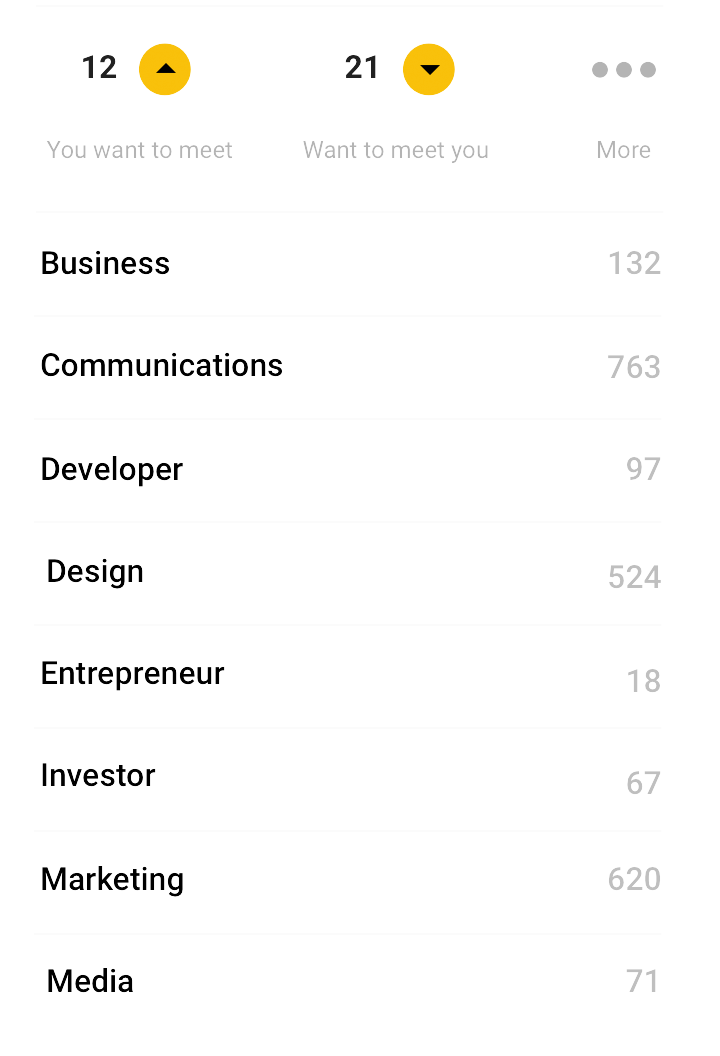 12 21
You want to meet Want to meet you More
Business 132
Communications 763
Developer 97
Design 524
Entrepreneur 18
Investor 67
Marketing 620
Media 71